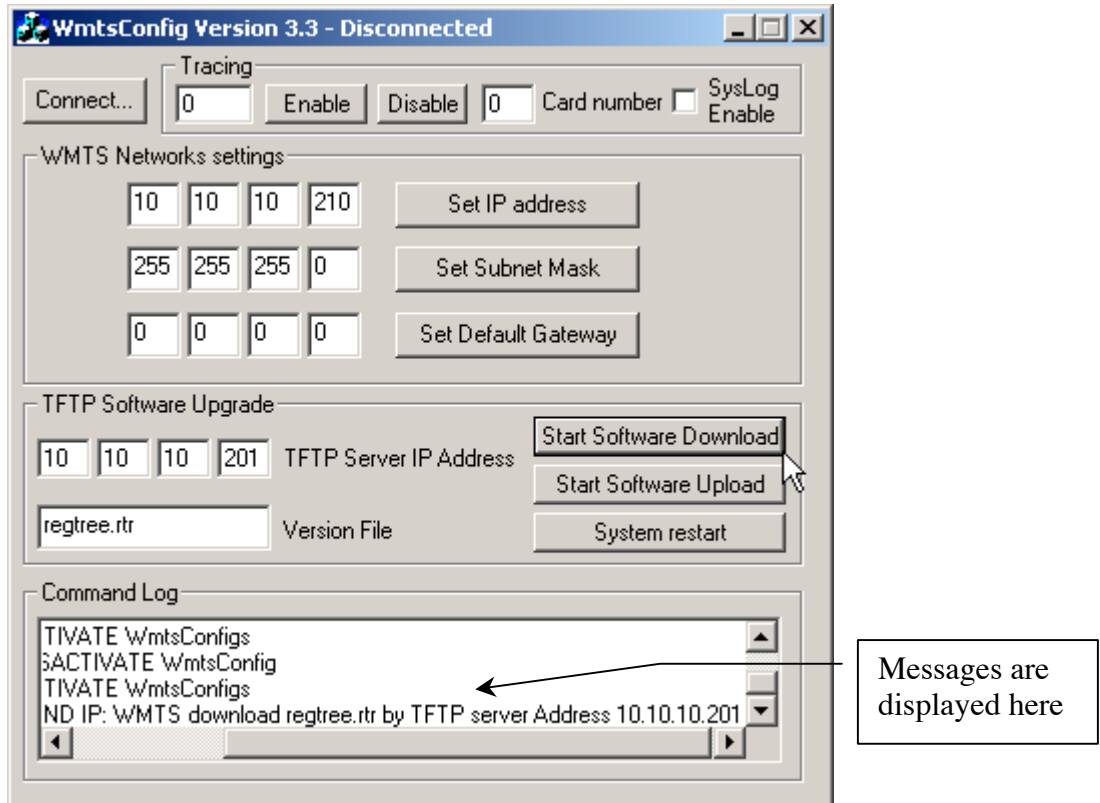 WmtsConfig Version 3.3 - Disconnected
Connect...
Tracing
0 Enable Disable 0 Card number SysLog Enable
WMTS Networks settings
10 10 10 210 Set IP address
255 255 255 0 Set Subnet Mask
0 0 0 0 Set Default Gateway
TFTP Software Upgrade
10 10 10 201 TFTP Server IP Address
Start Software Download
Start Software Upload
regtree.rtr Version File
System restart
Command Log
TIVATE WmtsConfigs
SACTIVATE WmtsConfig
TIVATE WmtsConfigs
ND IP: WMTS download regtree.rtr by TFTP server Address 10.10.10.201
Messages are
displayed here